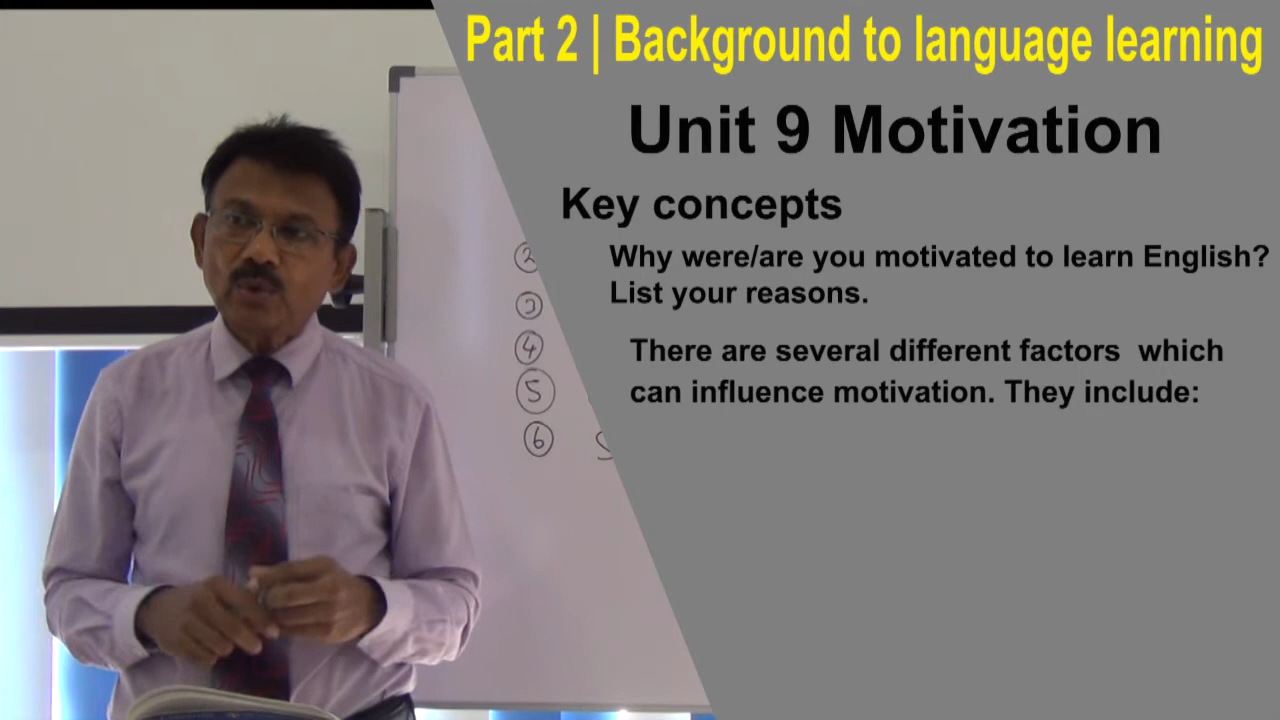 Part 2 | Background to language learning
Unit 9 Motivation
Key concepts
Why were/are you motivated to learn English?
List your reasons.
There are several different factors which
can influence motivation. They include:
2
3
4
5
6 S